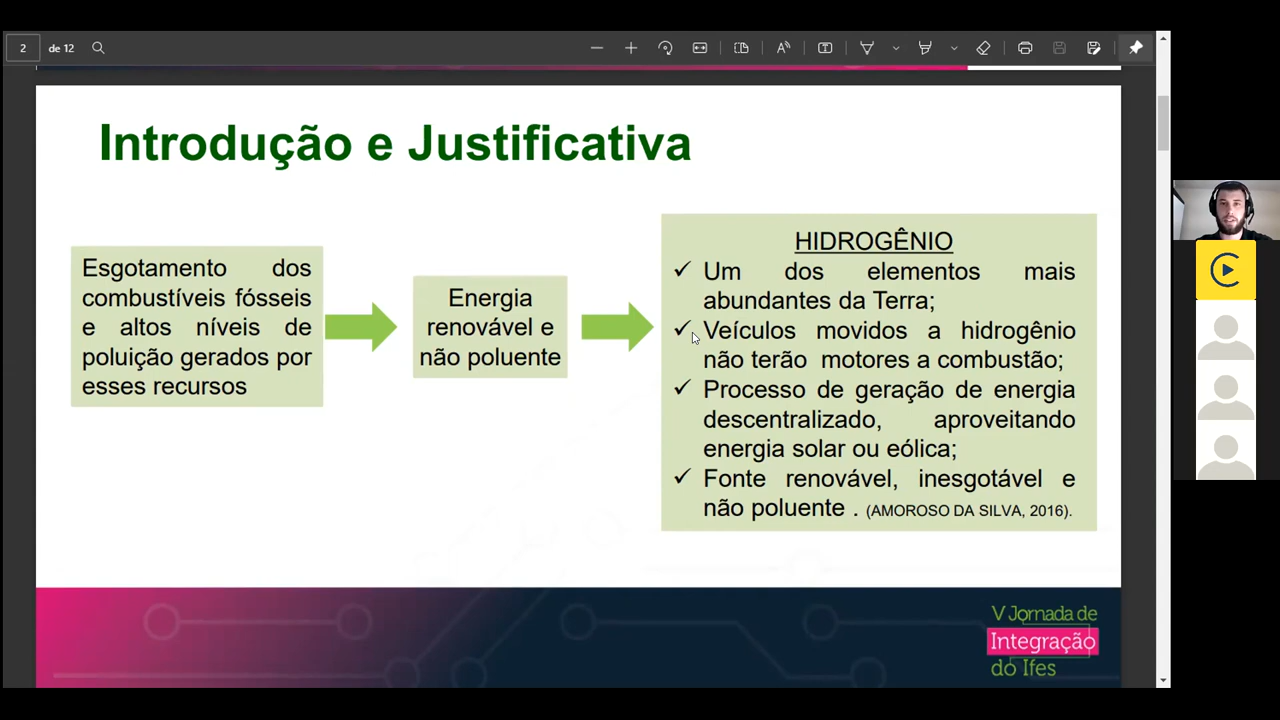 2 de 12
Introdução e Justificativa
Esgotamento dos
combustíveis fósseis
e altos níveis de
poluição gerados por
esses recursos
Energia
renovável e
não poluente
HIDROGÊNIO
✓ Um dos elementos mais
abundantes da Terra;
✓ Veículos movidos a hidrogênio
não terão motores a combustão;
✓ Processo de geração de energia
descentralizado, aproveitando
energia solar ou eólica;
✓ Fonte renovável, inesgotável e
não poluente . (AMOROSO DA SILVA, 2016).
V Jornada de
Integração
do Ifes